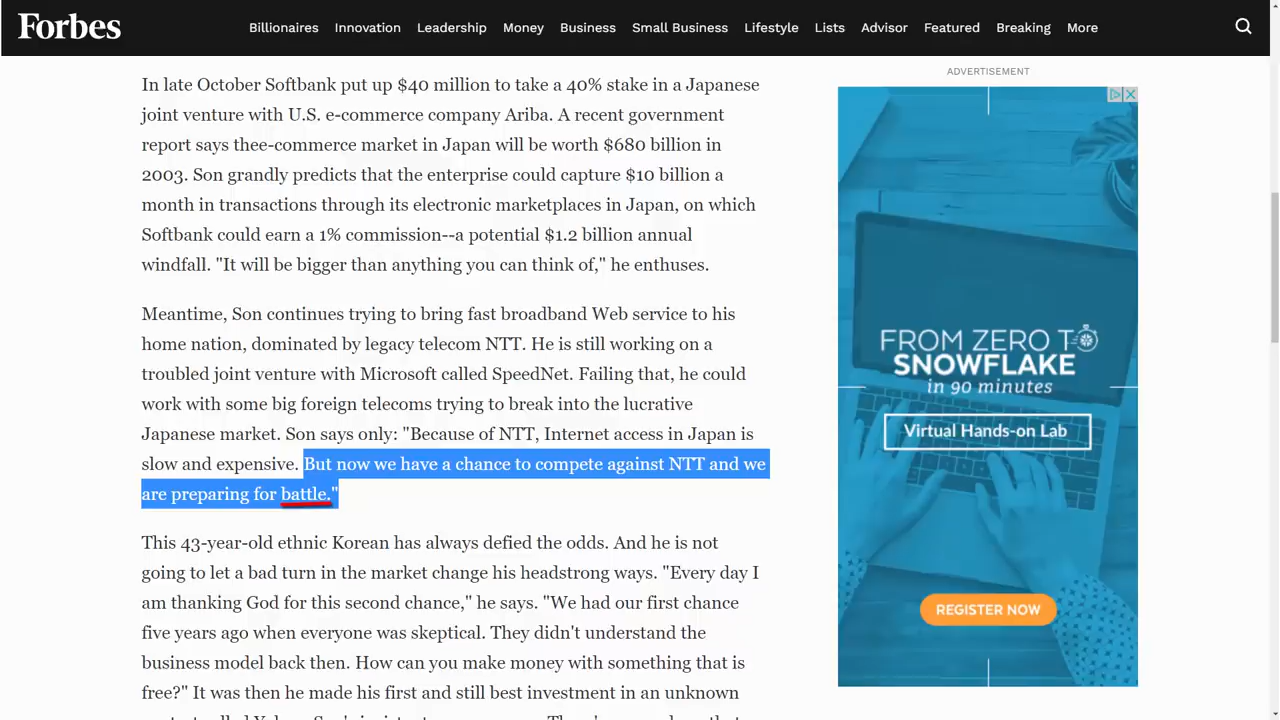 Forbes
Billionaires Innovation Leadership Money Business Small Business Lifestyle Lists Advisor Featured Breaking More
In late October Softbank put up $40 million to take a 40% stake in a Japanese
joint venture with U.S. e-commerce company Ariba. A recent government
report says thee-commerce market in Japan will be worth $680 billion in
2003. Son grandly predicts that the enterprise could capture $10 billion a
month in transactions through its electronic marketplaces in Japan, on which
Softbank could earn a 1% commission--a potential $1.2 billion annual
windfall. "It will be bigger than anything you can think of," he enthuses.
Meantime, Son continues trying to bring fast broadband Web service to his
home nation, dominated by legacy telecom NTT. He is still working on a
troubled joint venture with Microsoft called SpeedNet. Failing that, he could
work with some big foreign telecoms trying to break into the lucrative
Japanese market. Son says only: "Because of NTT, Internet access in Japan is
slow and expensive. But now we have a chance to compete against NTT and we
are preparing for battle."
This 43-year-old ethnic Korean has always defied the odds. And he is not
going to let a bad turn in the market change his headstrong ways. "Every day I
am thanking God for this second chance," he says. "We had our first chance
five years ago when everyone was skeptical. They didn't understand the
business model back then. How can you make money with something that is
free?" It was then he made his first and still best investment in an unknown
ADVERTISEMENT
FROM ZERO TO
SNOWFLAKE
in 90 minutes
Virtual Hands-on Lab
REGISTER NOW